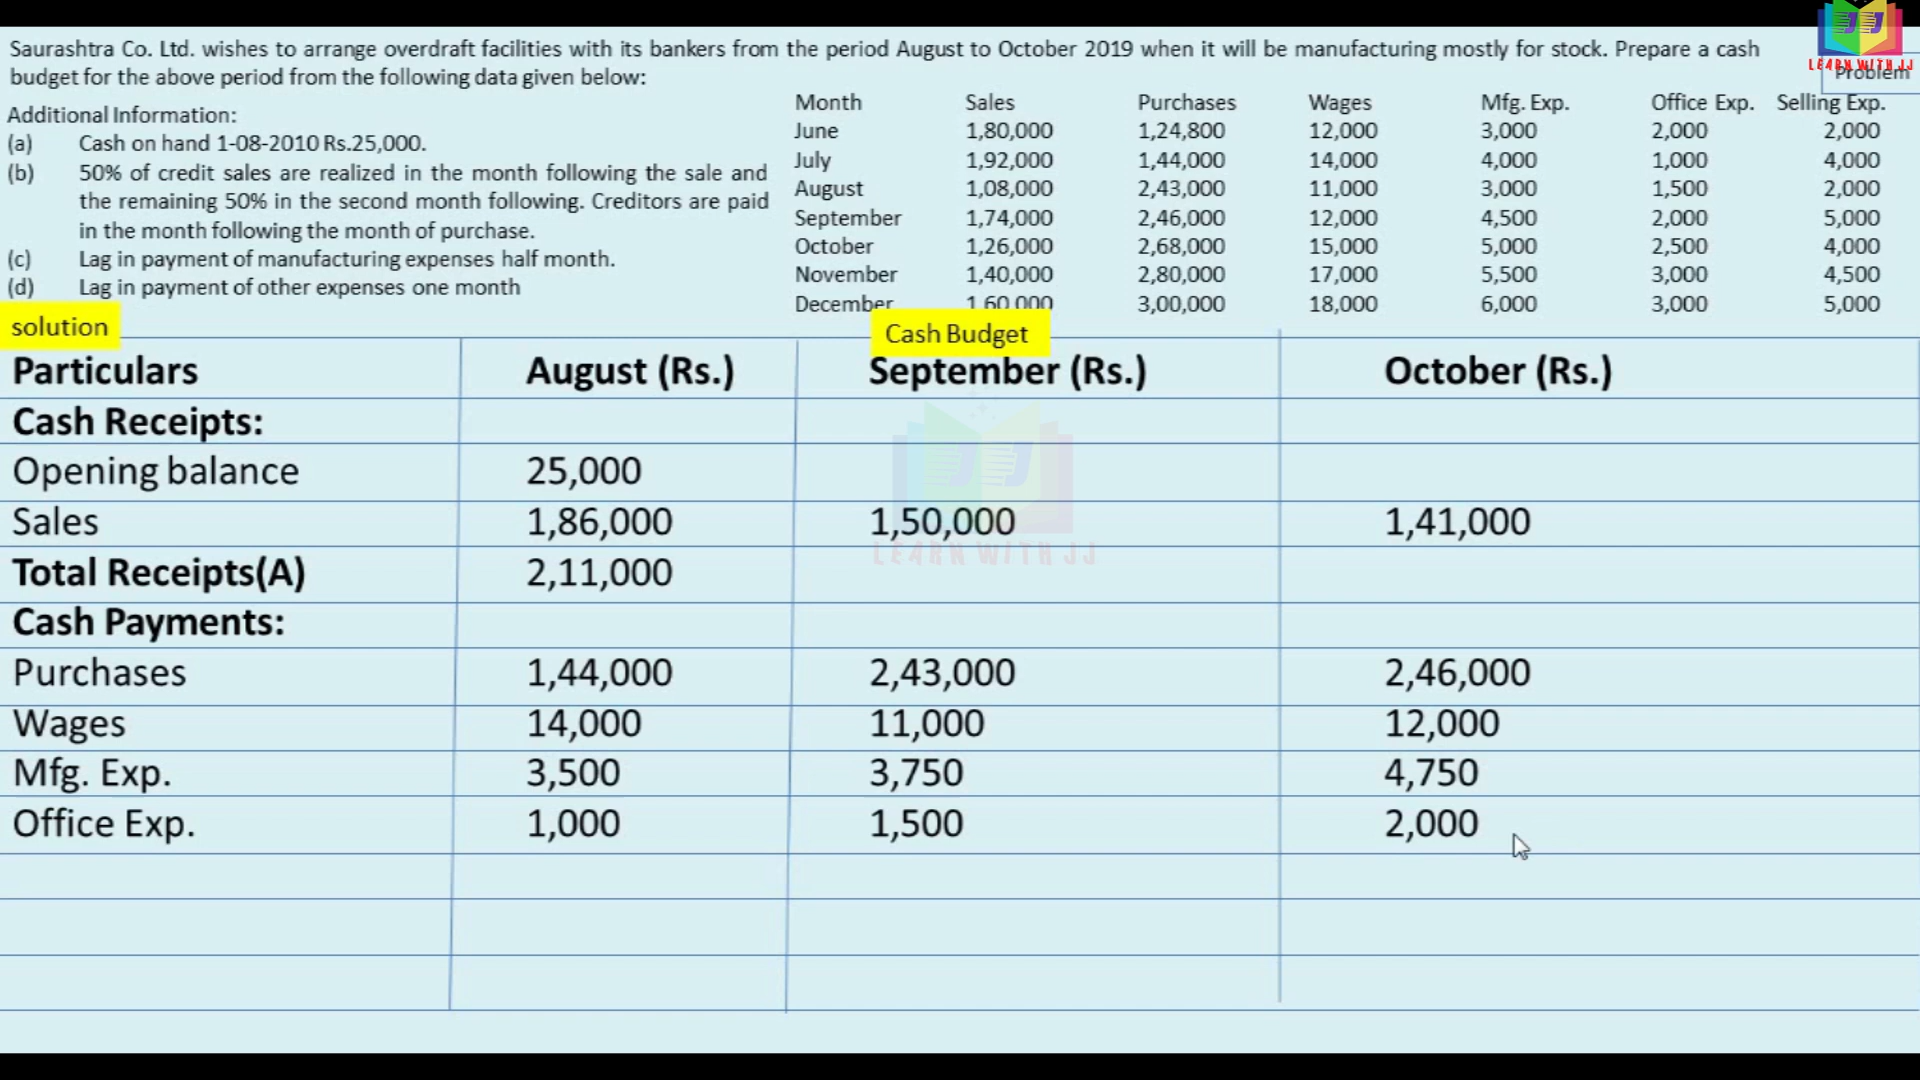 Saurashtra Co. Ltd. wishes to arrange overdraft facilities with its bankers from the period August to October 2019 when it will be manufacturing mostly for stock. Prepare a cash
budget for the above period from the following data given below:
LEARN WITH JJ
Problem
Additional Information:
(a) Cash on hand 1-08-2010 Rs.25,000.
(b) 50% of credit sales are realized in the month following the sale and
the remaining 50% in the second month following. Creditors are paid
in the month following the month of purchase.
(c) Lag in payment of manufacturing expenses half month.
(d) Lag in payment of other expenses one month
Month Sales Purchases Wages Mfg. Exp. Office Exp. Selling Exp.
June 1,80,000 1,24,800 12,000 3,000 2,000 2,000
July 1,92,000 1,44,000 14,000 4,000 1,000 4,000
August 1,08,000 2,43,000 11,000 3,000 1,500 2,000
September 1,74,000 2,46,000 12,000 4,500 2,000 5,000
October 1,26,000 2,68,000 15,000 5,000 2,500 4,000
November 1,40,000 2,80,000 17,000 5,500 3,000 4,500
December 1,60,000 3,00,000 18,000 6,000 3,000 5,000
solution
Cash Budget
Particulars August (Rs.) September (Rs.) October (Rs.)
Cash Receipts:
Opening balance 25,000
Sales 1,86,000 1,50,000 1,41,000
LEARN WITH JJ
Total Receipts(A) 2,11,000
Cash Payments:
Purchases 1,44,000 2,43,000 2,46,000
Wages 14,000 11,000 12,000
Mfg. Exp. 3,500 3,750 4,750
Office Exp. 1,000 1,500 2,000